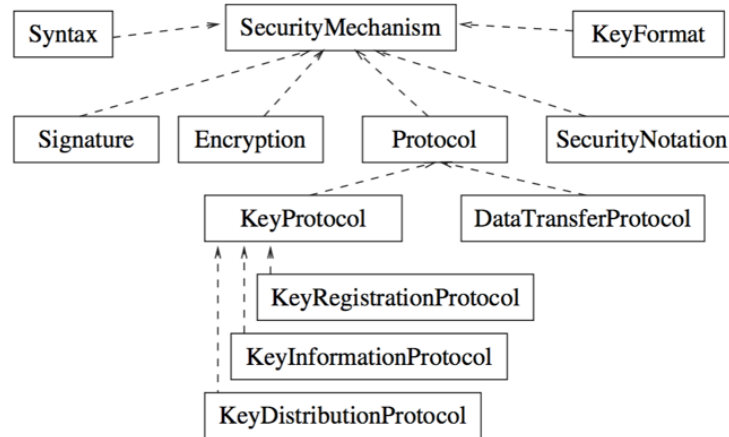 Syntax
SecurityMechanism
KeyFormat
Signature
Encryption
Protocol
SecurityNotation
KeyProtocol
DataTransferProtocol
KeyRegistrationProtocol
KeyInformationProtocol
KeyDistributionProtocol